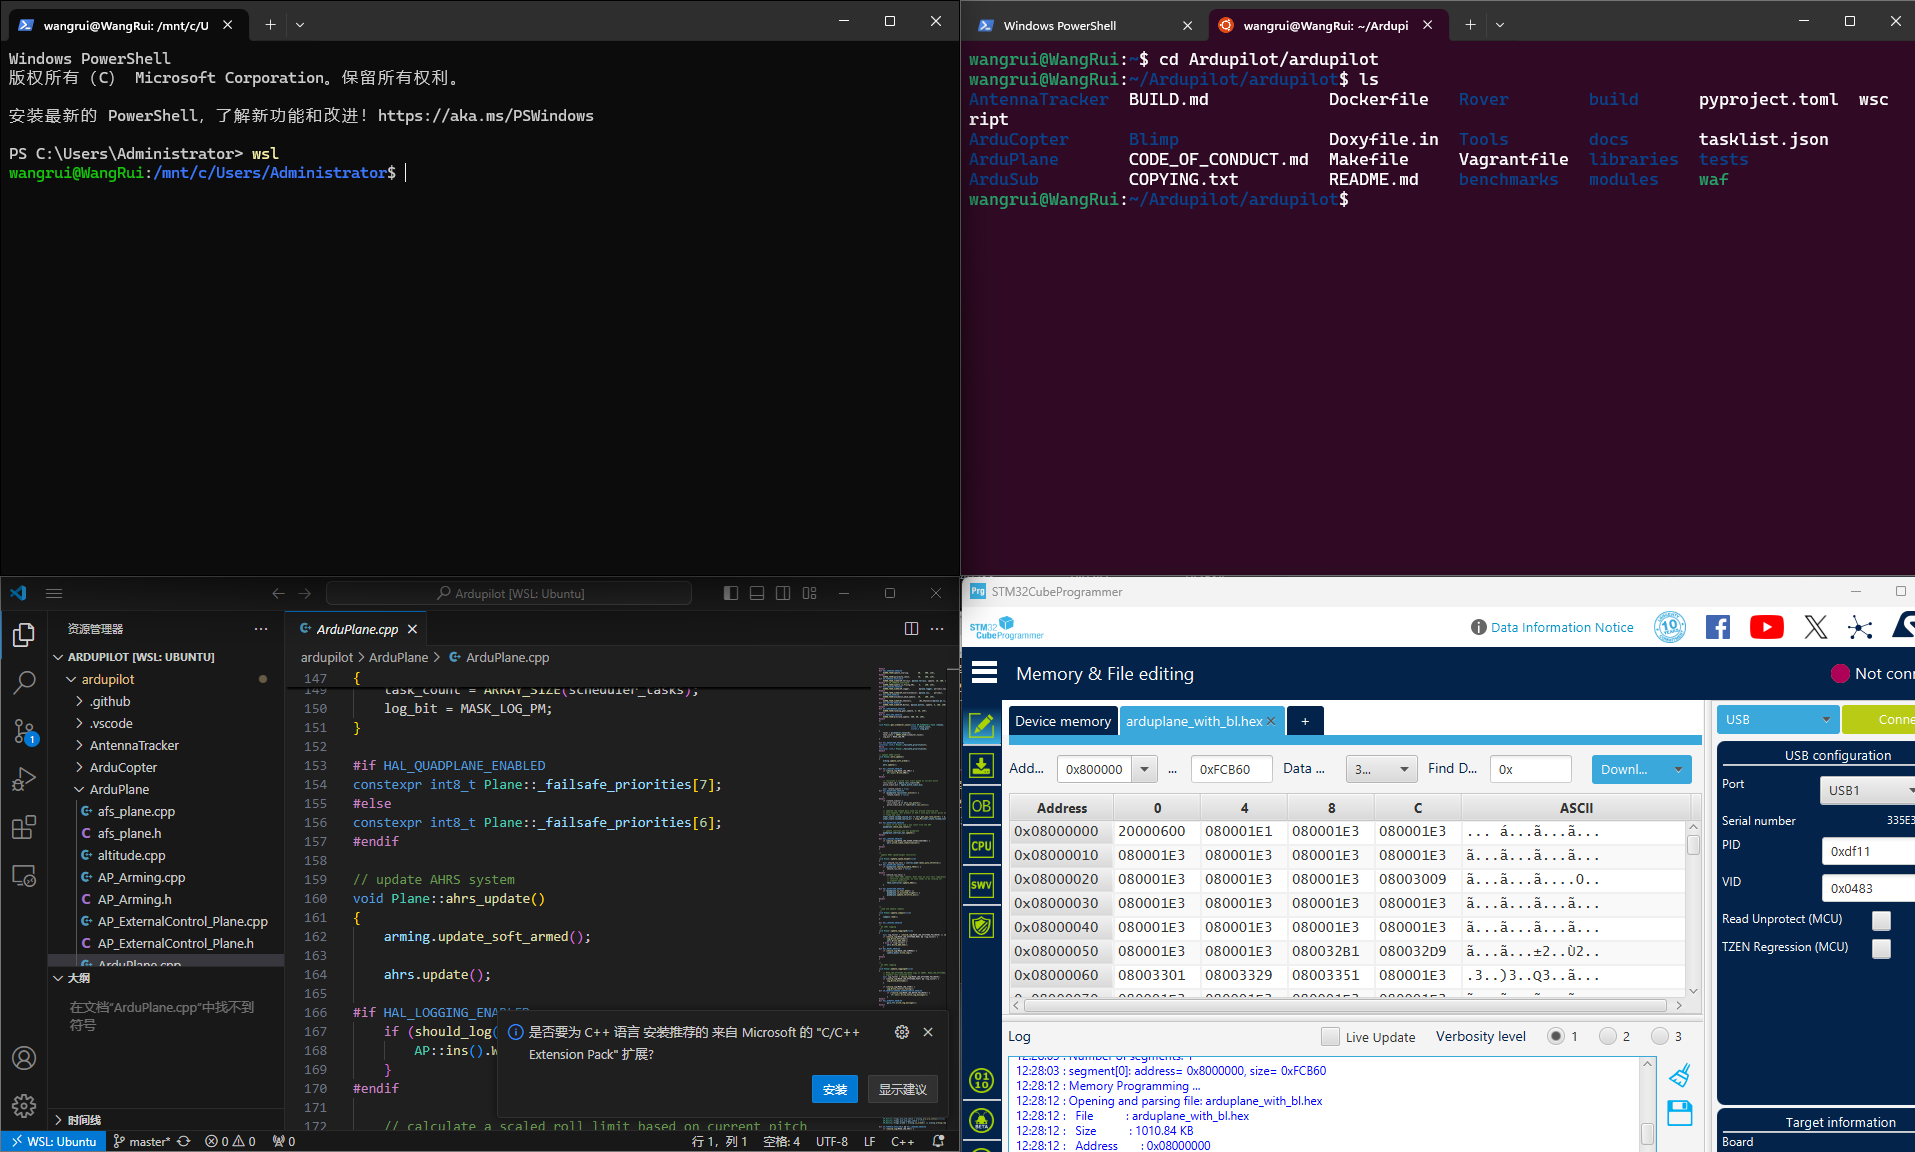 wangrui@WangRui: /mnt/c/U
Windows PowerShell
版权所有 (C) Microsoft Corporation。保留所有权利。
安装最新的 PowerShell，了解新功能和改进！https://aka.ms/PSWindows
PS C:\Users\Administrator> wsl
wangrui@WangRui:/mnt/c/Users/Administrator$
Windows PowerShell
wangrui@WangRui: ~/Ardupi
wangrui@WangRui:~$ cd Ardupilot/ardupilot
wangrui@WangRui:~/Ardupilot/ardupilot$ ls
AntennaTracker BUILD.md Dockerfile Rover build pyproject.toml wsc
ript
ArduCopter Blimp Doxyfile.in Tools docs tasklist.json
ArduPlane CODE_OF_CONDUCT.md Makefile Vagrantfile libraries tests
ArduSub COPYING.txt README.md benchmarks modules waf
wangrui@WangRui:~/Ardupilot/ardupilot$
Ardupilot [WSL: Ubuntu]
资源管理器
ARDUPILOT [WSL: UBUNTU]
ardupilot
.github
.vscode
AntennaTracker
ArduCopter
ArduPlane
afs_plane.cpp
afs_plane.h
altitude.cpp
AP_Arming.cpp
AP_Arming.h
AP_ExternalControl_Plane.cpp
AP_ExternalControl_Plane.h
ArduPlane.cpp
大纲
在文档"ArduPlane.cpp"中找不到
符号
时间线
1
ArduPlane.cpp
ardupilot > ArduPlane > ArduPlane.cpp
147 {
149 task_count = ARRAY_SIZE(scheduler_tasks);
150 log_bit = MASK_LOG_PM;
151 }
152
153 #if HAL_QUADPLANE_ENABLED
154 constexpr int8_t Plane::_failsafe_priorities[7];
155 #else
156 constexpr int8_t Plane::_failsafe_priorities[6];
157 #endif
158
159 // update AHRS system
160 void Plane::ahrs_update()
161 {
162 arming.update_soft_armed();
163
164 ahrs.update();
165
166 #if HAL_LOGGING_ENABLED
167 if (should_log(
168 AP::ins().W
169 }
170 #endif
171
172 // calculate a scaled roll limit based on current pitch
是否要为 C++ 语言 安装推荐的 来自 Microsoft 的 "C/C++
Extension Pack" 扩展?
安装
显示建议
WSL: Ubuntu
master*
0 0
0
行 1，列 1
空格: 4
UTF-8
LF
C++
Prg STM32CubeProgrammer
STM32
CubeProgrammer
Data Information Notice
10
Memory & File editing
Not conn
Device memory
arduplane_with_bl.hex
+
USB
Conne
Add... 0x800000 ... 0xFCB60 Data ... 3... Find D... 0x Downl...
Address 0 4 8 C ASCII
0x08000000 20000600 080001E1 080001E3 080001E3 ... á...ã...ã...
0x08000010 080001E3 080001E3 080001E3 080001E3 ã...ã...ã...ã...
0x08000020 080001E3 080001E3 080001E3 08003009 ã...ã...ã....0..
0x08000030 080001E3 080001E3 080001E3 080001E3 ã...ã...ã...ã...
0x08000040 080001E3 080001E3 080001E3 080001E3 ã...ã...ã...ã...
0x08000050 080001E3 080001E3 080032B1 080032D9 ã...ã...±2..Ù2..
0x08000060 08003301 08003329 08003351 080001E3 .3..)3..Q3..ã...
0x08000070 080001E3 080001E3 080001E3 080001E3
OB
CPU
SWV
01
10
BETA
USB configuration
Port USB1
Serial number 335E3
PID 0xdf11
VID 0x0483
Read Unprotect (MCU)
TZEN Regression (MCU)
Target information
Board
Log
Live Update
Verbosity level 1 2 3
12:28:03 : Number of segments: 1
12:28:03 : segment[0]: address= 0x8000000, size= 0xFCB60
12:28:12 : Memory Programming ...
12:28:12 : Opening and parsing file: arduplane_with_bl.hex
12:28:12 : File : arduplane_with_bl.hex
12:28:12 : Size : 1010.84 KB
12:28:12 : Address : 0x08000000